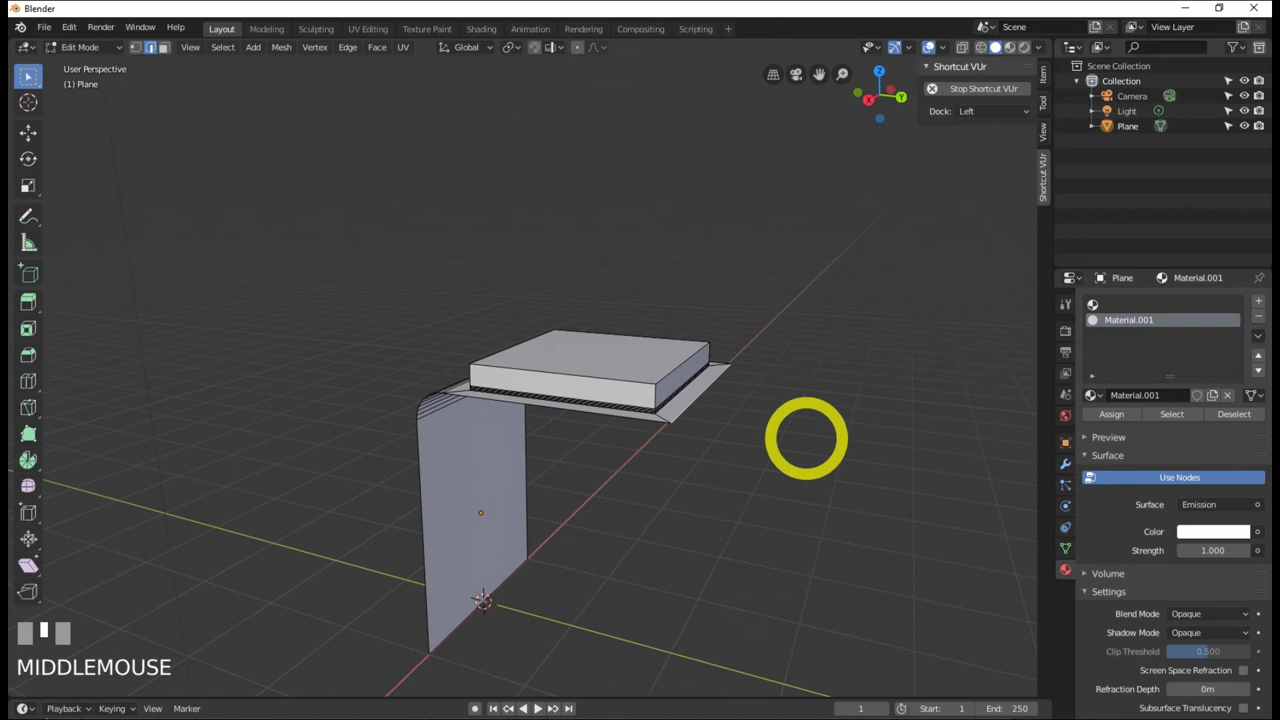 Blender
File Edit Render Window Help
Layout Modeling Sculpting UV Editing Texture Paint Shading Animation Rendering Compositing Scripting +
Scene
View Layer
Edit Mode
View Select Add Mesh Vertex Edge Face UV
Global
User Perspective
(1) Plane
Z
Y
X
Shortcut VUr
Stop Shortcut VUr
Dock: Left
Item
Tool
View
Shortcut VUr
Scene Collection
Collection
Camera
Light
Plane
Plane
Material.001
Material.001
Material.001
Assign Select Deselect
Preview
Surface
Use Nodes
Surface Emission
Color
Strength 1.000
Volume
Settings
Blend Mode Opaque
Shadow Mode Opaque
Clip Threshold 0.500
Screen Space Refraction
Refraction Depth 0m
Subsurface Translucency
MIDDLEMOUSE
Playback Keying View Marker
1
Start: 1
End: 250